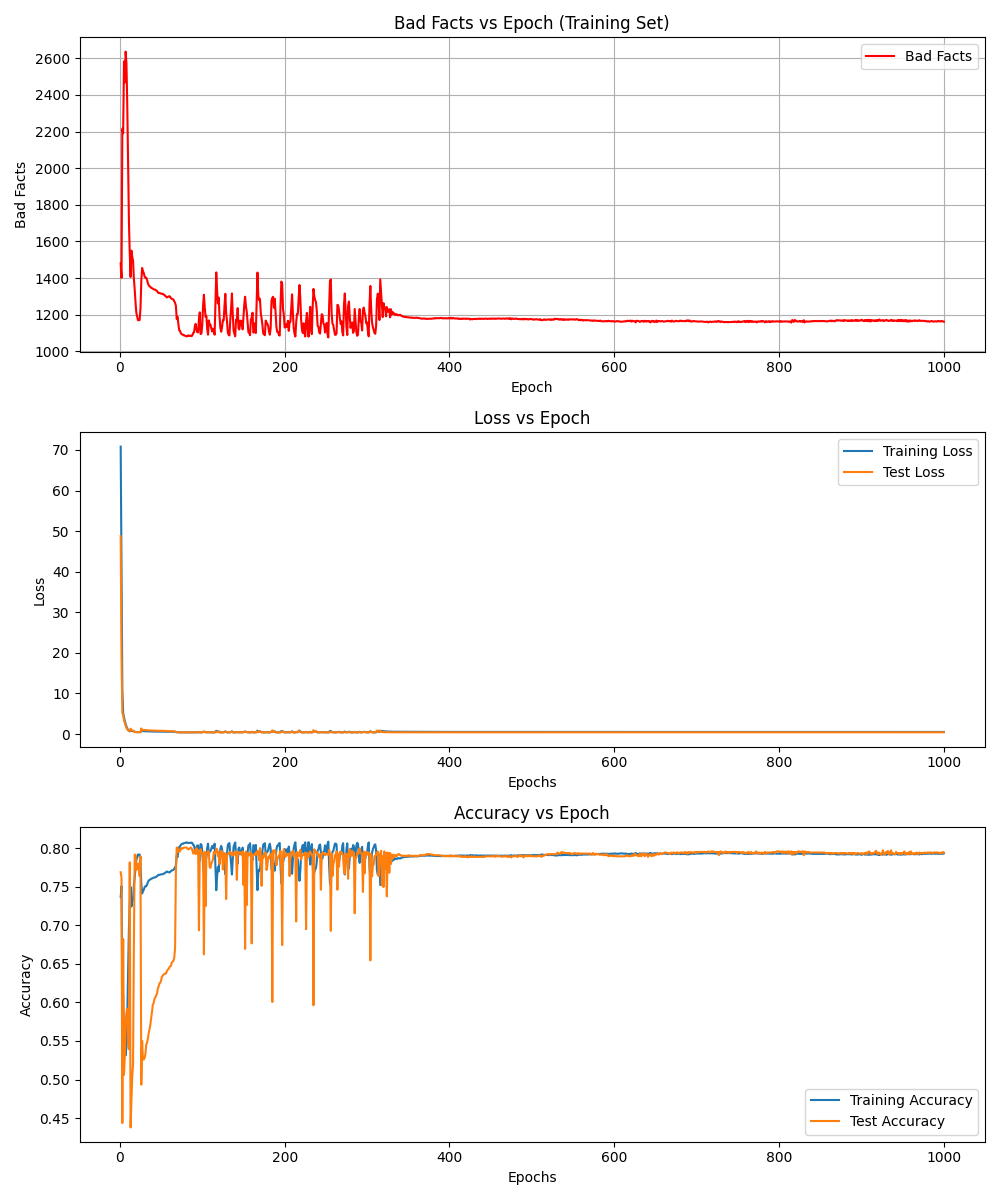 Bad Facts vs Epoch (Training Set)
Bad Facts
2600
2400
2200
2000
1800
1600
1400
1200
1000
Bad Facts
0 200 400 600 800 1000
Epoch
Loss vs Epoch
Training Loss
Test Loss
70
60
50
40
30
20
10
0
Loss
0 200 400 600 800 1000
Epochs
Accuracy vs Epoch
0.80
0.75
0.70
0.65
0.60
0.55
0.50
0.45
Accuracy
Training Accuracy
Test Accuracy
0 200 400 600 800 1000
Epochs